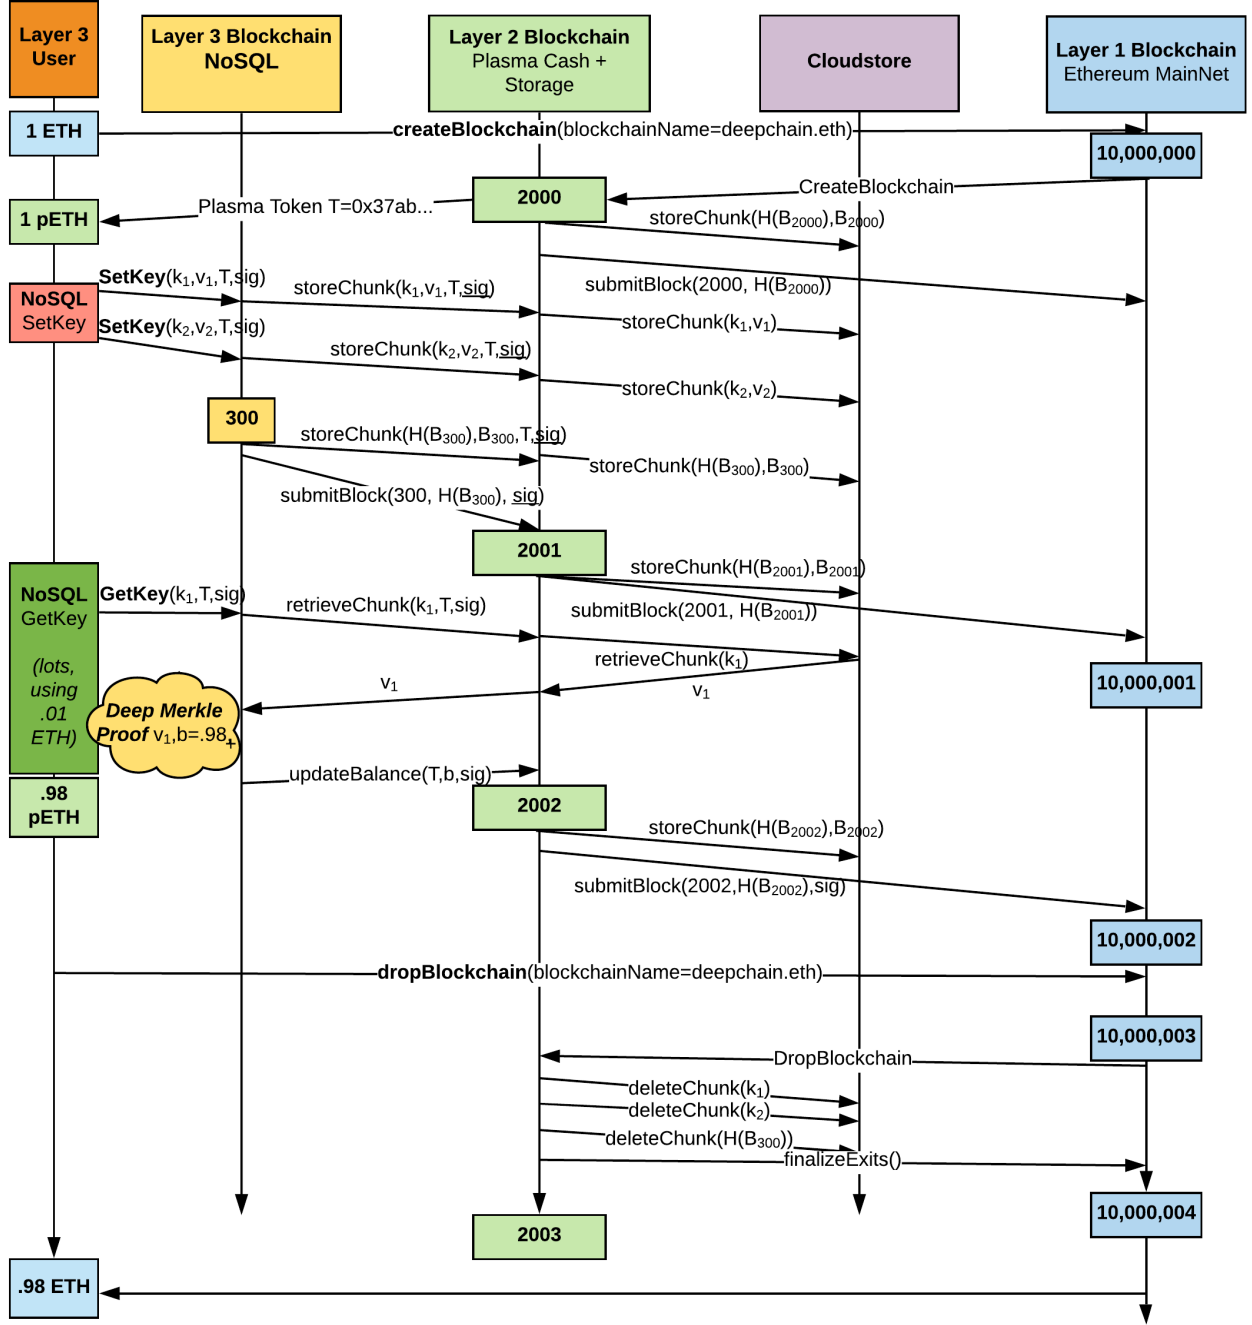 Layer 3
User
Layer 3 Blockchain
NoSQL
Layer 2 Blockchain
Plasma Cash +
Storage
Cloudstore
Layer 1 Blockchain
Ethereum MainNet
1 ETH
createBlockchain(blockchainName=deepchain.eth)
10,000,000
CreateBlockchain
2000
Plasma Token T=0x37ab...
1 pETH
storeChunk(H(B2000),B2000)
submitBlock(2000, H(B2000))
NoSQL
SetKey
SetKey(k1,v1,T,sig)
storeChunk(k1,v1,T,sig)
storeChunk(k1,v1)
SetKey(k2,v2,T,sig)
storeChunk(k2,v2,T,sig)
storeChunk(k2,v2)
300
storeChunk(H(B300),B300,T,sig)
storeChunk(H(B300),B300)
submitBlock(300, H(B300), sig)
2001
storeChunk(H(B2001),B2001)
submitBlock(2001, H(B2001))
NoSQL
GetKey
(lots,
using
.01
ETH)
GetKey(k1,T,sig)
retrieveChunk(k1,T,sig)
retrieveChunk(k1)
v1
v1
10,000,001
Deep Merkle
Proof v1,b=.98,
+
updateBalance(T,b,sig)
.98
pETH
2002
storeChunk(H(B2002),B2002)
submitBlock(2002,H(B2002),sig)
10,000,002
dropBlockchain(blockchainName=deepchain.eth)
10,000,003
DropBlockchain
deleteChunk(k1)
deleteChunk(k2)
deleteChunk(H(B300))
finalizeExits()
10,000,004
2003
.98 ETH